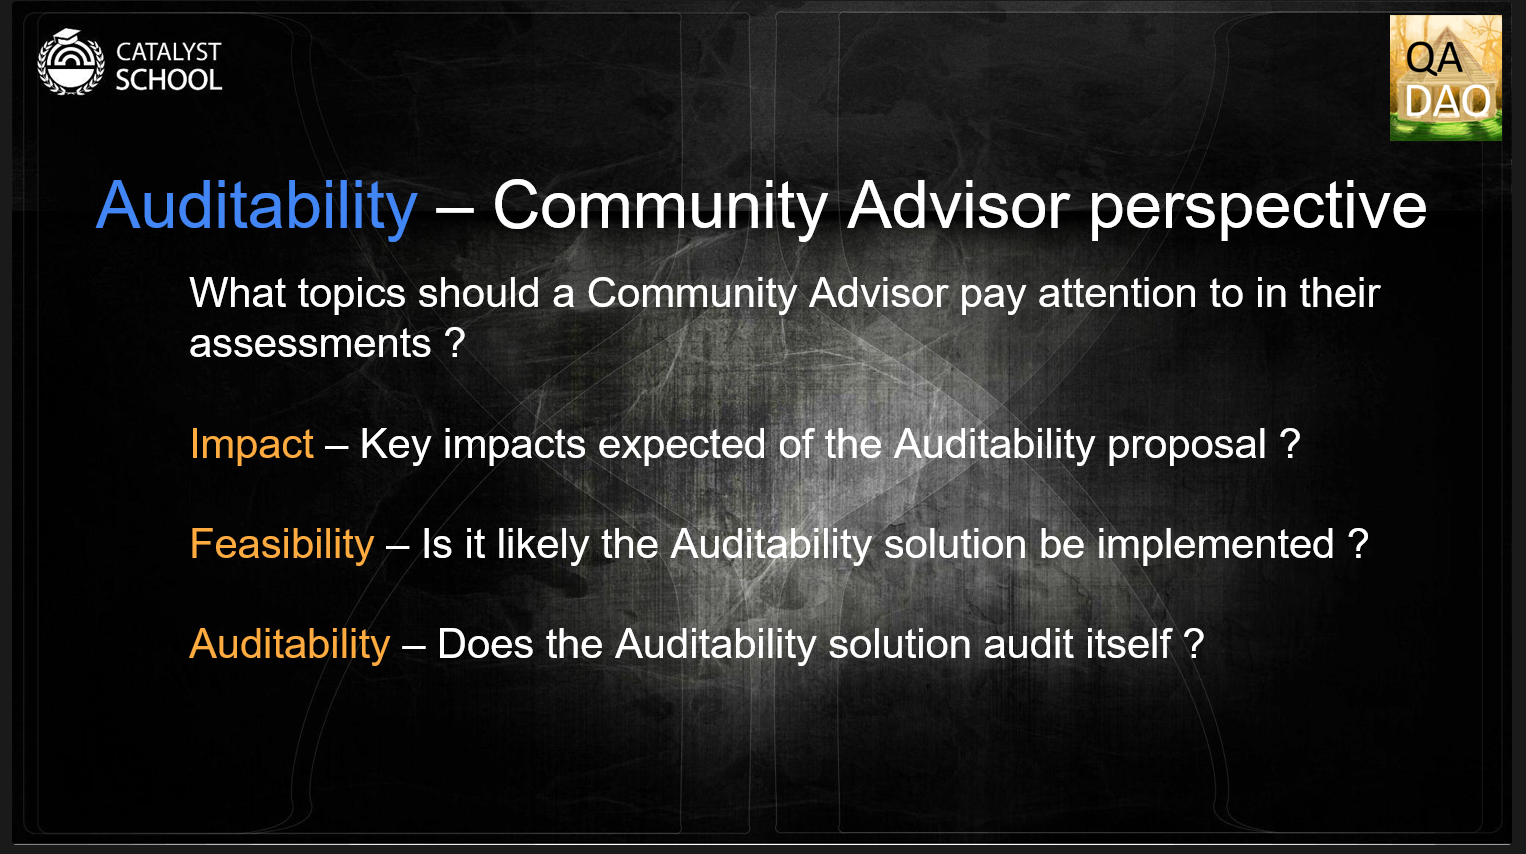 CATALYST
SCHOOL
QA
DAO
Auditability – Community Advisor perspective
What topics should a Community Advisor pay attention to in their
assessments ?
Impact – Key impacts expected of the Auditability proposal ?
Feasibility – Is it likely the Auditability solution be implemented ?
Auditability – Does the Auditability solution audit itself ?